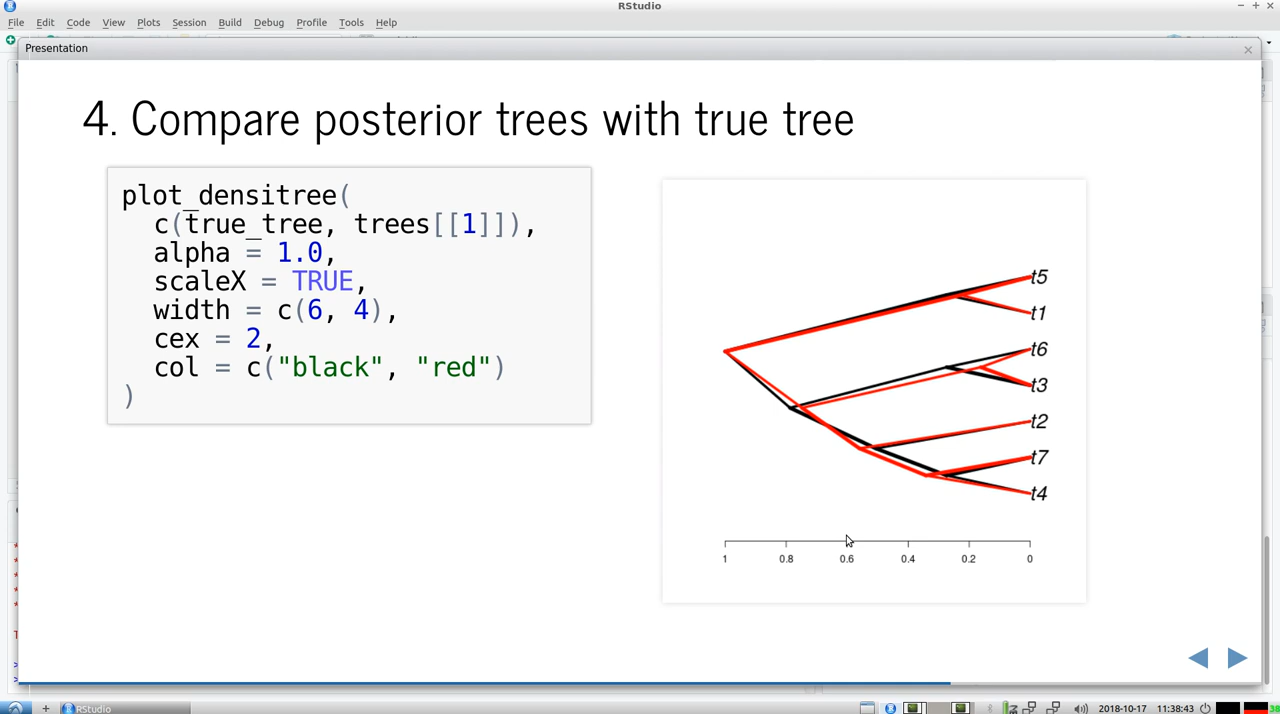 RStudio
File Edit Code View Plots Session Build Debug Profile Tools Help
Presentation
4. Compare posterior trees with true tree
plot_densitree(
  c(true_tree, trees[[1]]),
  alpha = 1.0,
  scaleX = TRUE,
  width = c(6, 4),
  cex = 2,
  col = c("black", "red")
)
t5
t1
t6
t3
t2
t7
t4
1 0.8 0.6 0.4 0.2 0
RStudio
2018-10-17 11:38:43
38